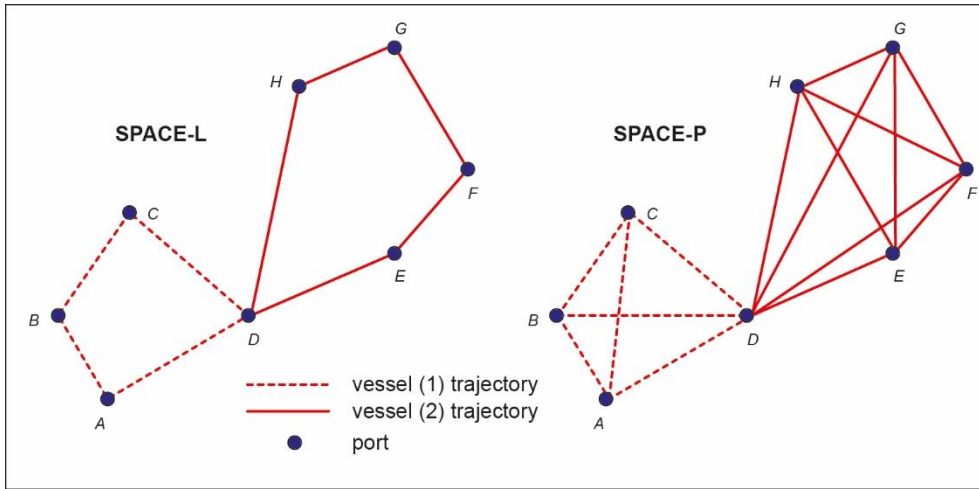 G
H
SPACE-L
F
C
E
B
D
A
G
H
SPACE-P
F
C
E
B
D
A
vessel (1) trajectory
vessel (2) trajectory
port